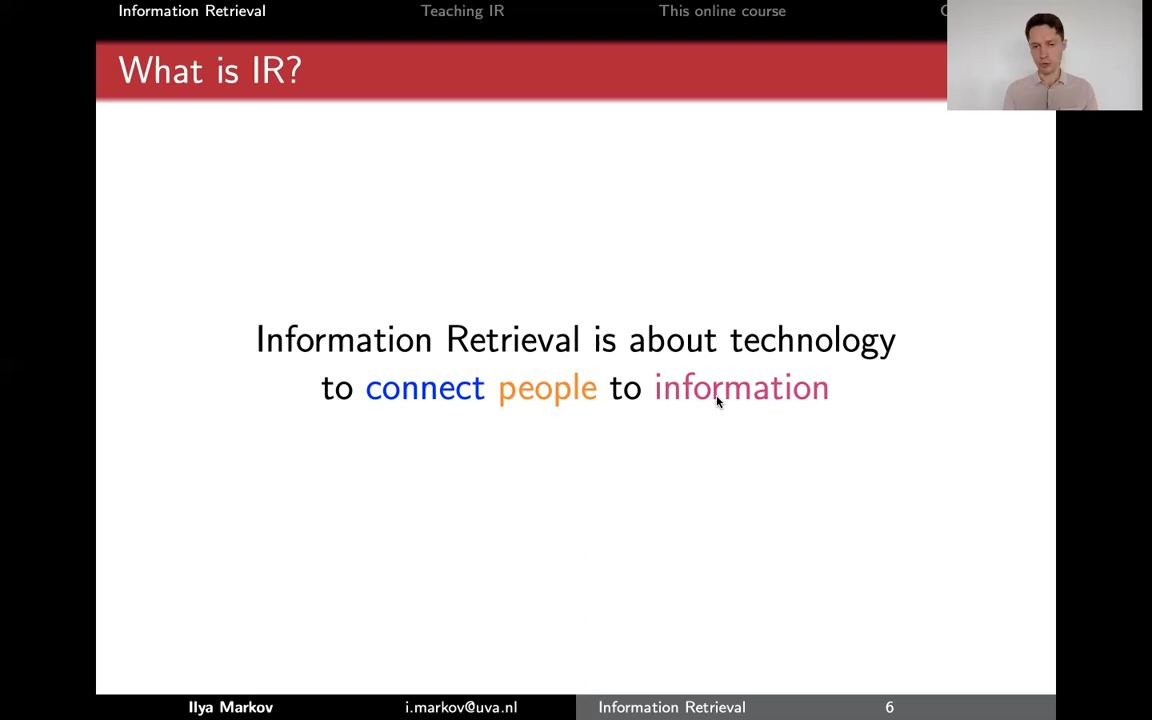 Information Retrieval Teaching IR This online course
What is IR?
Information Retrieval is about technology
to connect people to information
Ilya Markov i.markov@uva.nl Information Retrieval 6